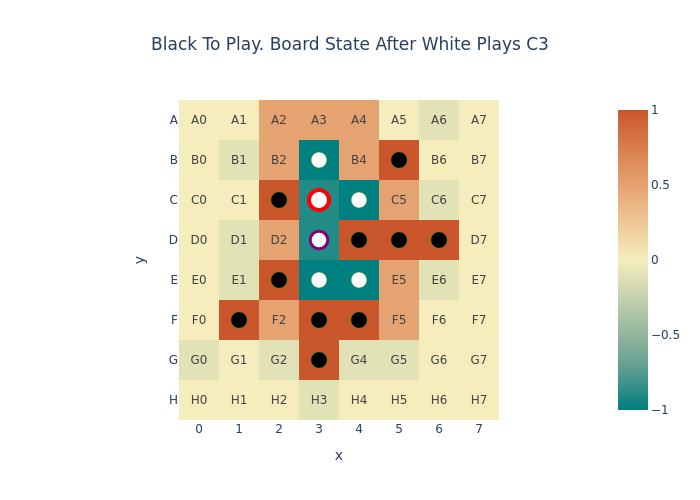 Black To Play. Board State After White Plays C3
A A0 A1 A2 A3 A4 A5 A6 A7
B B0 B1 B2 B4 B6 B7
C C0 C1 C5 C6 C7
D D0 D1 D2 D7
E E0 E1 E5 E6 E7
F F0 F2 F5 F6 F7
G G0 G1 G2 G4 G5 G6 G7
H H0 H1 H2 H3 H4 H5 H6 H7
0 1 2 3 4 5 6 7
x
y
1
0.5
0
−0.5
−1